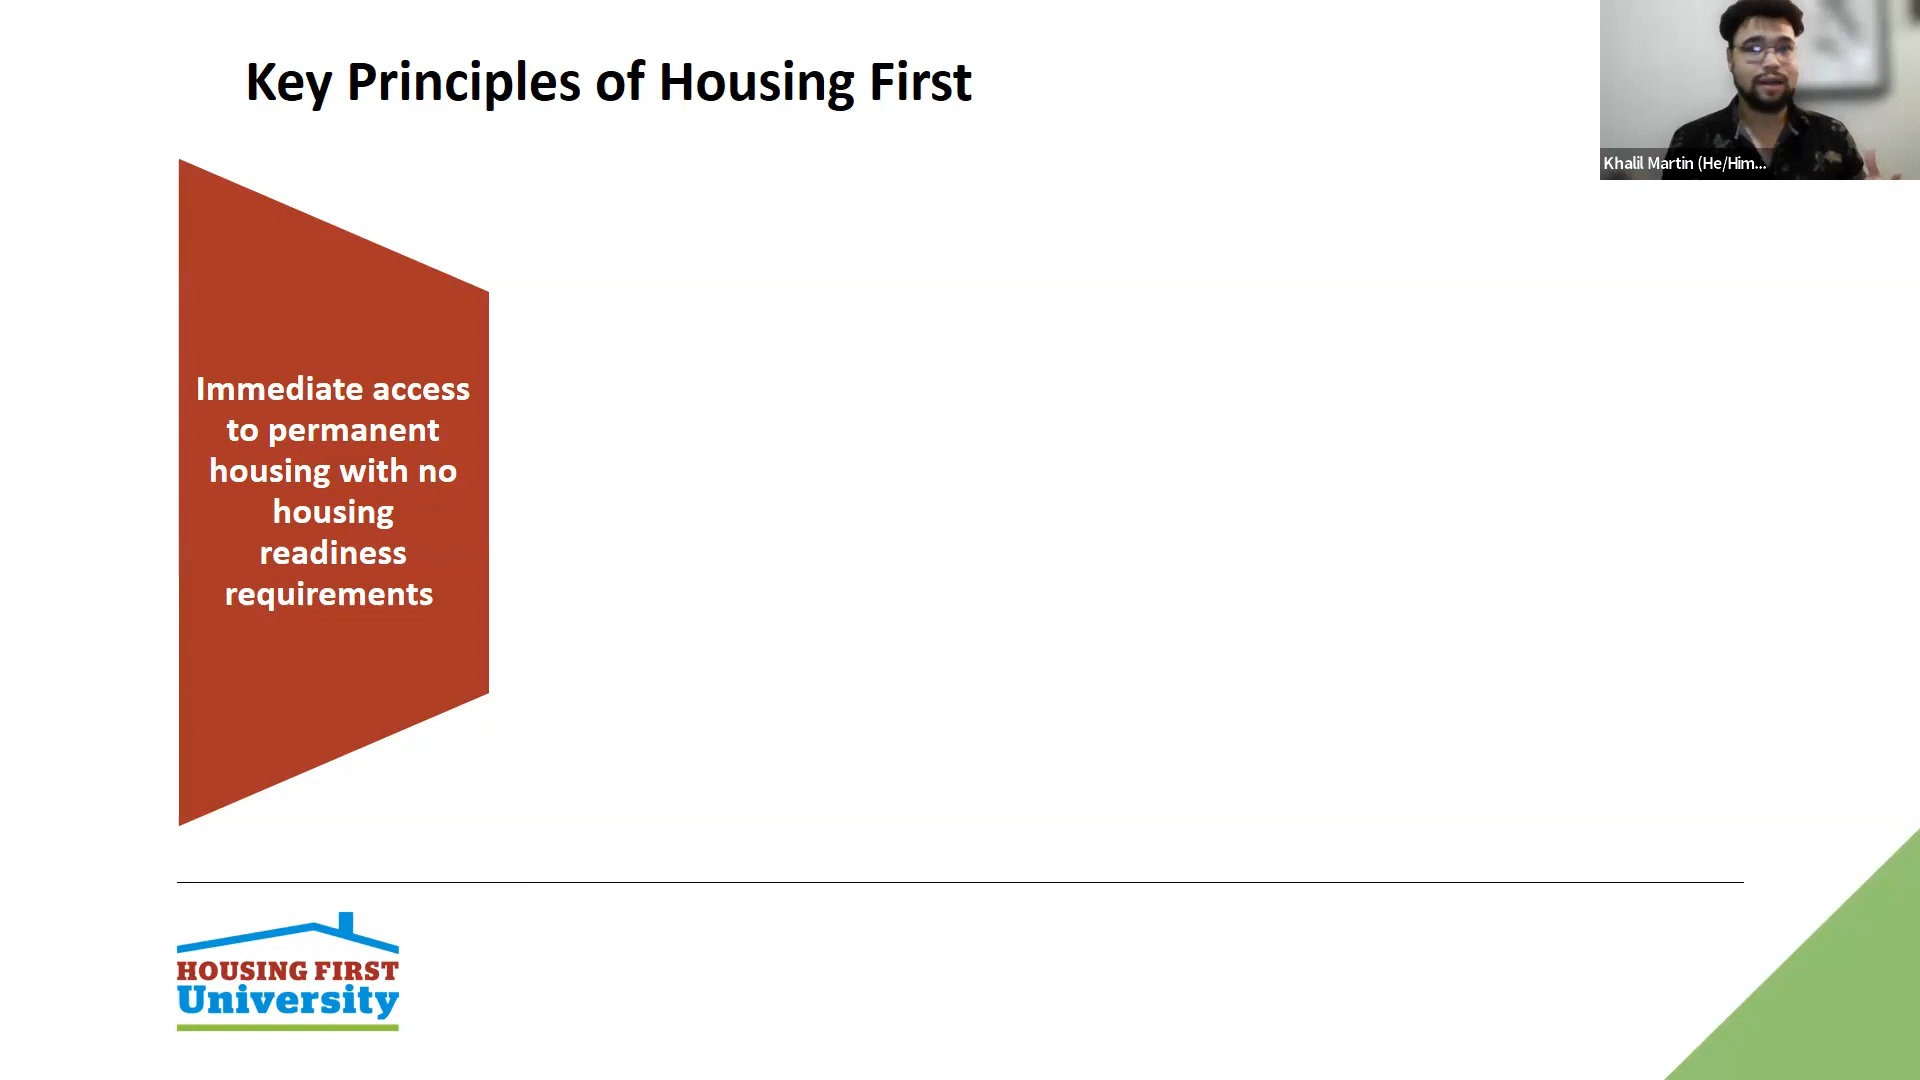 Key Principles of Housing First
Khalil Martin (He/Him...
Immediate access
to permanent
housing with no
housing
readiness
requirements
HOUSING FIRST
University